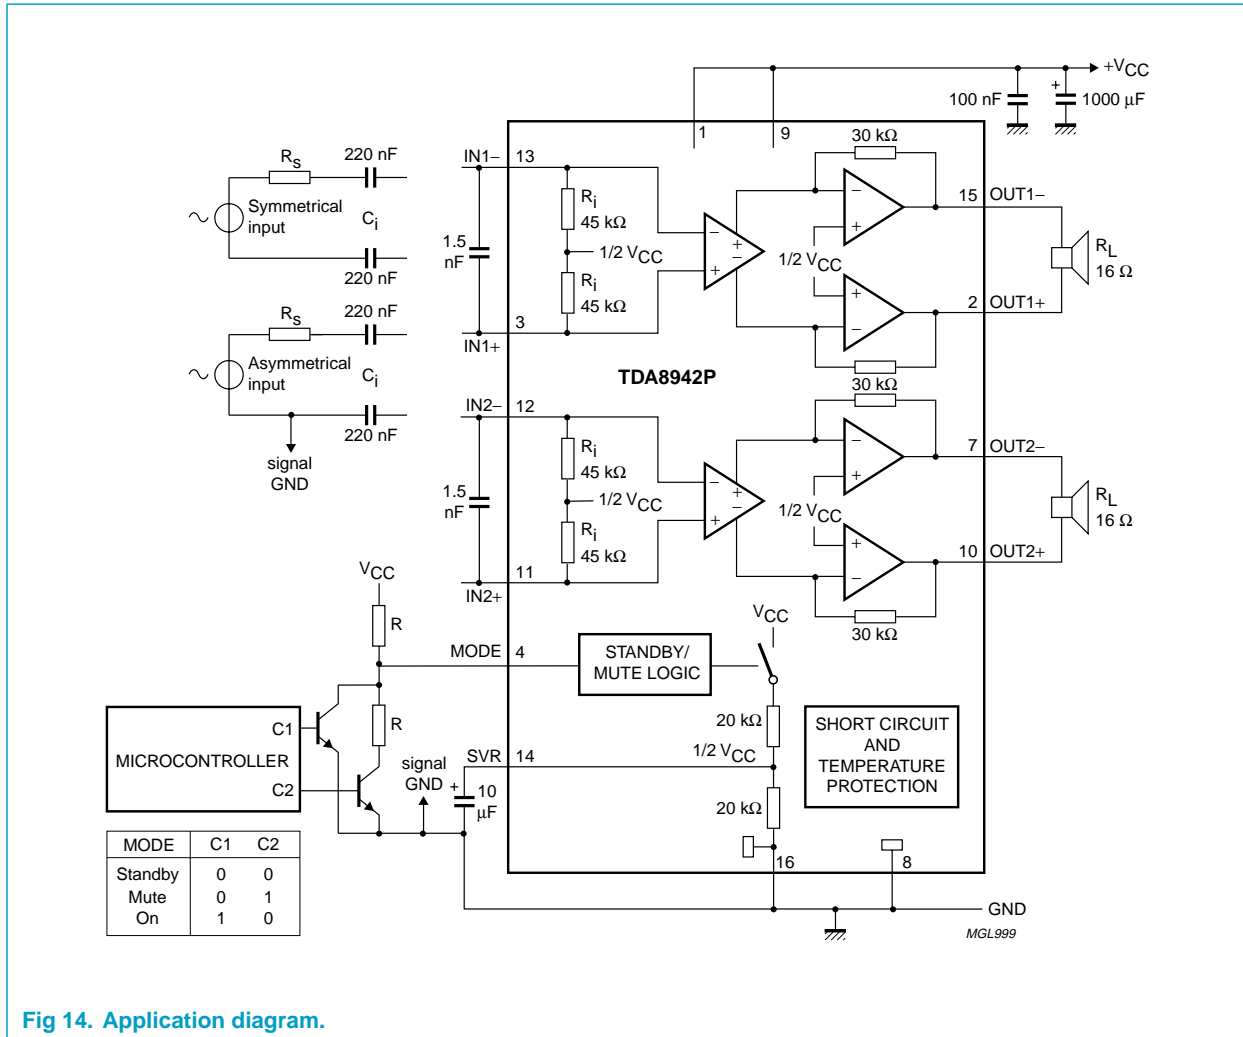 +VCC
100 nF
+
1000 μF
1
9
30 kΩ
RS
220 nF
IN1−
13
Symmetrical
input
Ci
220 nF
Ri
45 kΩ
1.5
nF
1/2 VCC
Ri
45 kΩ
−
+
+
−
−
+
1/2 VCC
+
−
15
OUT1−
RL
16 Ω
2
OUT1+
RS
220 nF
3
IN1+
30 kΩ
Asymmetrical
input
Ci
220 nF
signal
GND
TDA8942P
IN2−
12
30 kΩ
Ri
45 kΩ
1.5
nF
1/2 VCC
Ri
45 kΩ
−
+
+
−
−
+
1/2 VCC
+
−
7
OUT2−
RL
16 Ω
10
OUT2+
11
IN2+
30 kΩ
VCC
R
MODE
4
STANDBY/
MUTE LOGIC
VCC
R
MICROCONTROLLER
C1
C2
signal
GND
SVR
14
+
10
μF
1/2 VCC
20 kΩ
20 kΩ
SHORT CIRCUIT
AND
TEMPERATURE
PROTECTION
16
8
GND
MODE C1 C2
Standby 0 0
Mute 0 1
On 1 0
MGL999
Fig 14. Application diagram.